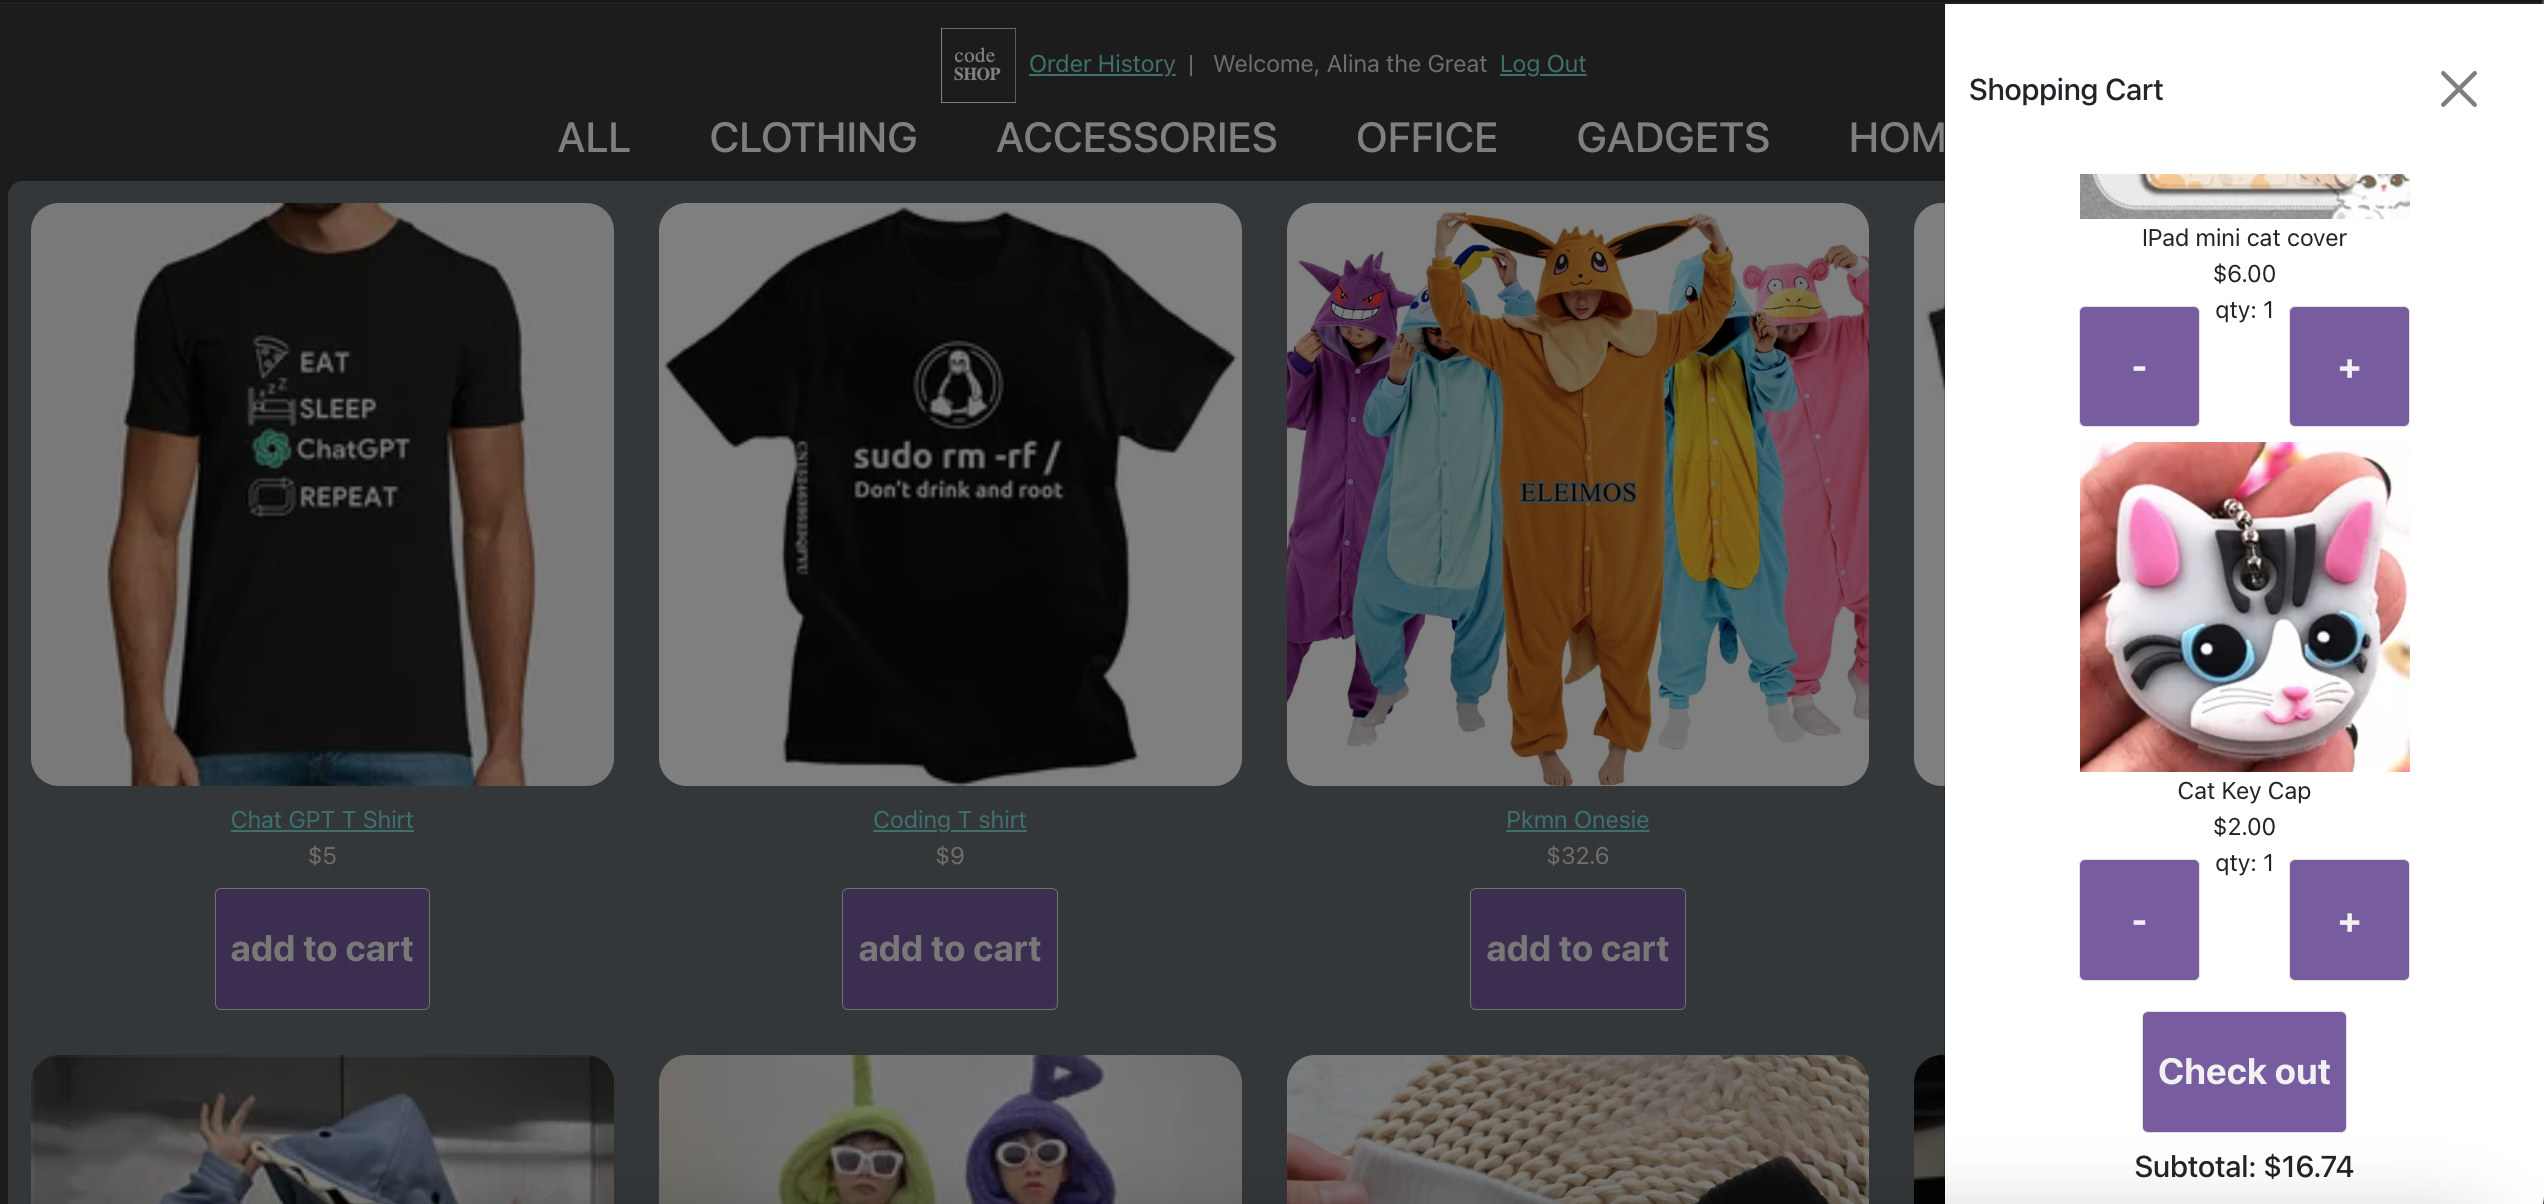 code
SHOP
Order History | Welcome, Alina the Great Log Out
ALL CLOTHING ACCESSORIES OFFICE GADGETS HOM
EAT
SLEEP
ChatGPT
REPEAT
sudo rm -rf /
Don't drink and root
ELEIMOS
Chat GPT T Shirt
$5
add to cart
Coding T shirt
$9
add to cart
Pkmn Onesie
$32.6
add to cart
Shopping Cart
IPad mini cat cover
$6.00
qty: 1
-
+
Cat Key Cap
$2.00
qty: 1
-
+
Check out
Subtotal: $16.74